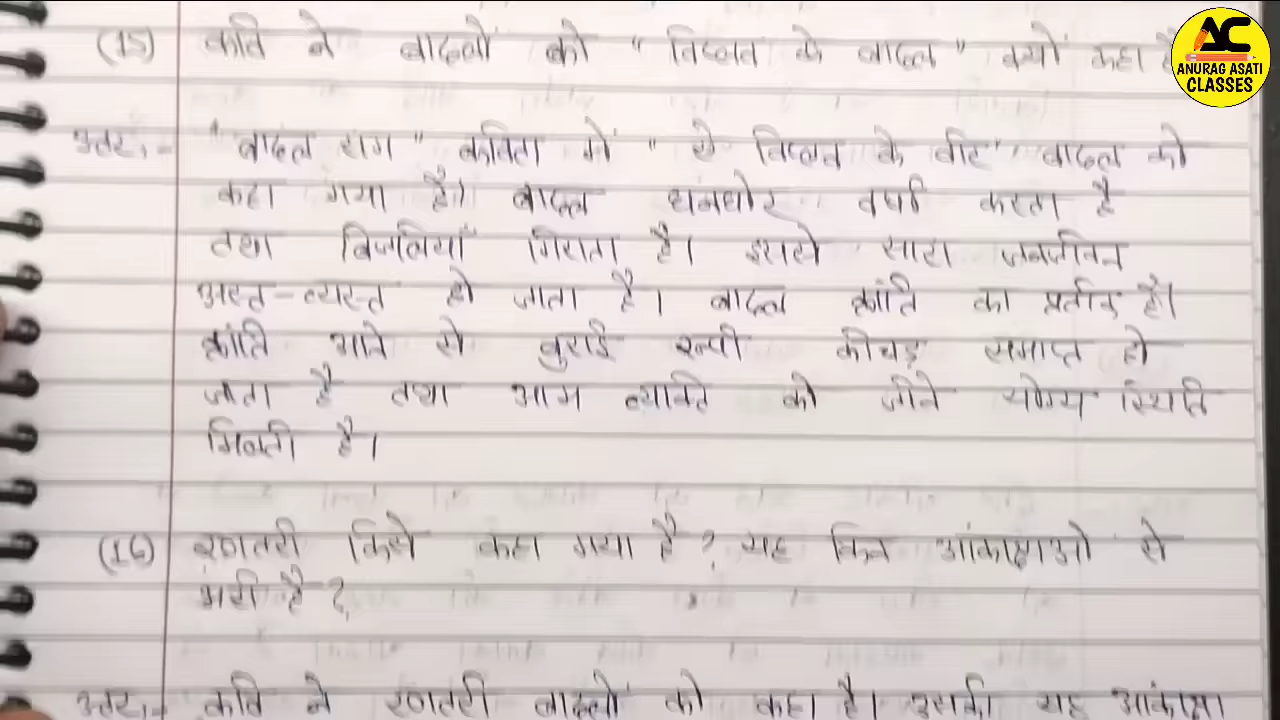 (15) कवि ने बादलों को "विप्लव के बादल" क्यों कहा है
AC
ANURAG ASATI
CLASSES
उत्तर:- "बादल राग" कविता में "ऐ विप्लव के वीर" बादल को
कहा गया है। बादल घनघोर वर्षा करता है
तथा बिजलियाँ गिराता है। इससे सारा जनजीवन
अस्त-व्यस्त हो जाता है। बादल क्रांति का प्रतीक है।
क्रांति आने से बुराई रूपी कीचड़ समाप्त हो
जाता है तथा आम व्यक्ति को जीने योग्य स्थिति
मिलती है।
(16) रणतरी किसे कहा गया है? यह किन आंकाक्षाओ से
भरी है?
उत्तर:- कवि ने रणतरी बादलों को कहा है। उसकी यह आकांक्षा